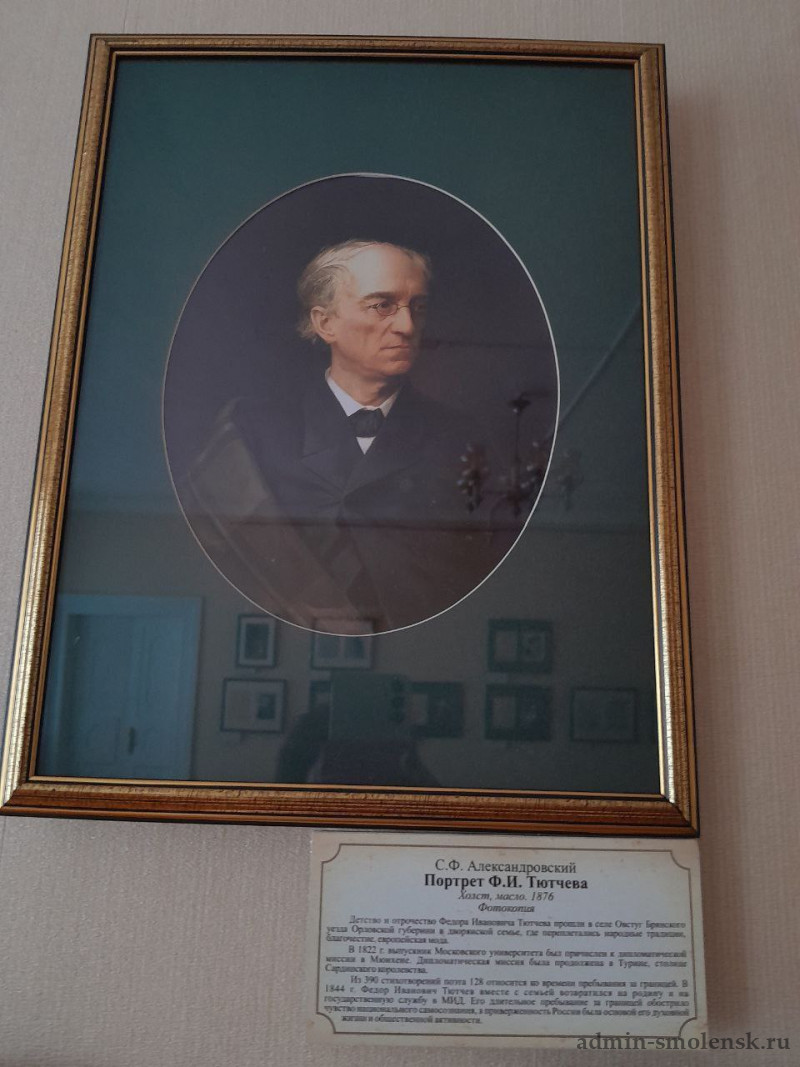 С.Ф. Александровский
Портрет Ф.И. Тютчева
Холст, масло. 1876
Фотокопия
Детство и отрочество Федора Ивановича Тютчева прошли в селе Овстуг Брянского
уезда Орловской губернии в дворянской семье, где переплетались народные традиции,
благочестие, европейская мода.
В 1822 г. выпускник Московского университета был причислен к дипломатической
миссии в Мюнхене. Дипломатическая миссия была продолжена в Турине, столице
Сардинского королевства.
Из 390 стихотворений поэта 128 относятся ко времени пребывания за границей. В
1844 г. Федор Иванович Тютчев вместе с семьей возвратился на родину и на
государственную службу в МИД. Его длительное пребывание за границей обострило
чувство национального самосознания, а приверженность России была основой его духовной
жизни и общественной активности.
admin-smolensk.ru